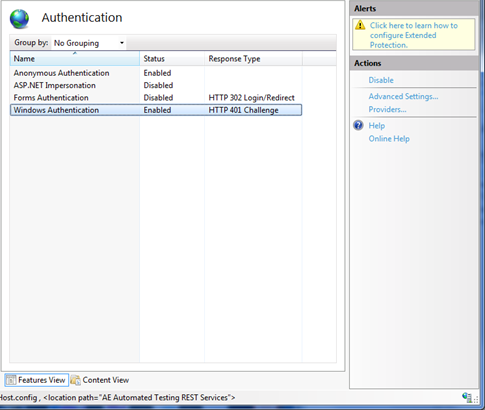 Authentication
Group by: No Grouping
Name Status Response Type
Anonymous Authentication Enabled
ASP.NET Impersonation Disabled
Forms Authentication Disabled HTTP 302 Login/Redirect
Windows Authentication Enabled HTTP 401 Challenge
Features View Content View
Host.config , <location path="AE Automated Testing REST Services">
Alerts
Click here to learn how to
configure Extended
Protection.
Actions
Disable
Advanced Settings...
Providers...
Help
Online Help